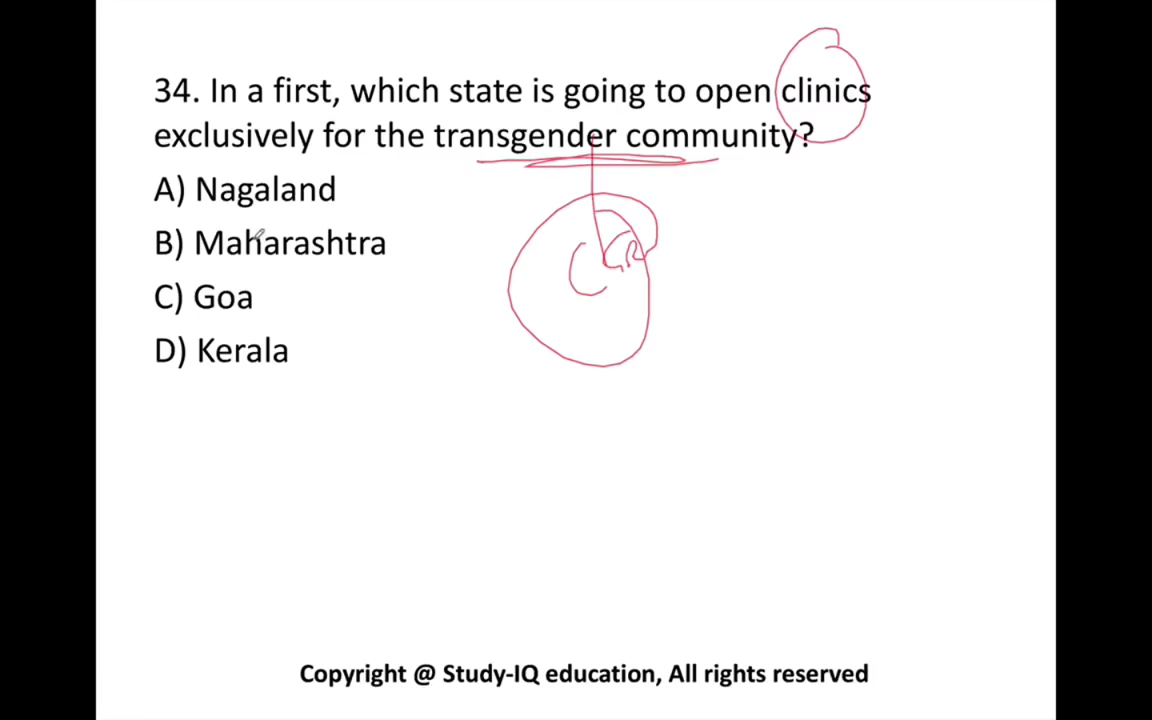 34. In a first, which state is going to open clinics
exclusively for the transgender community?
A) Nagaland
B) Maharashtra
C) Goa
D) Kerala
Copyright @ Study-IQ education, All rights reserved